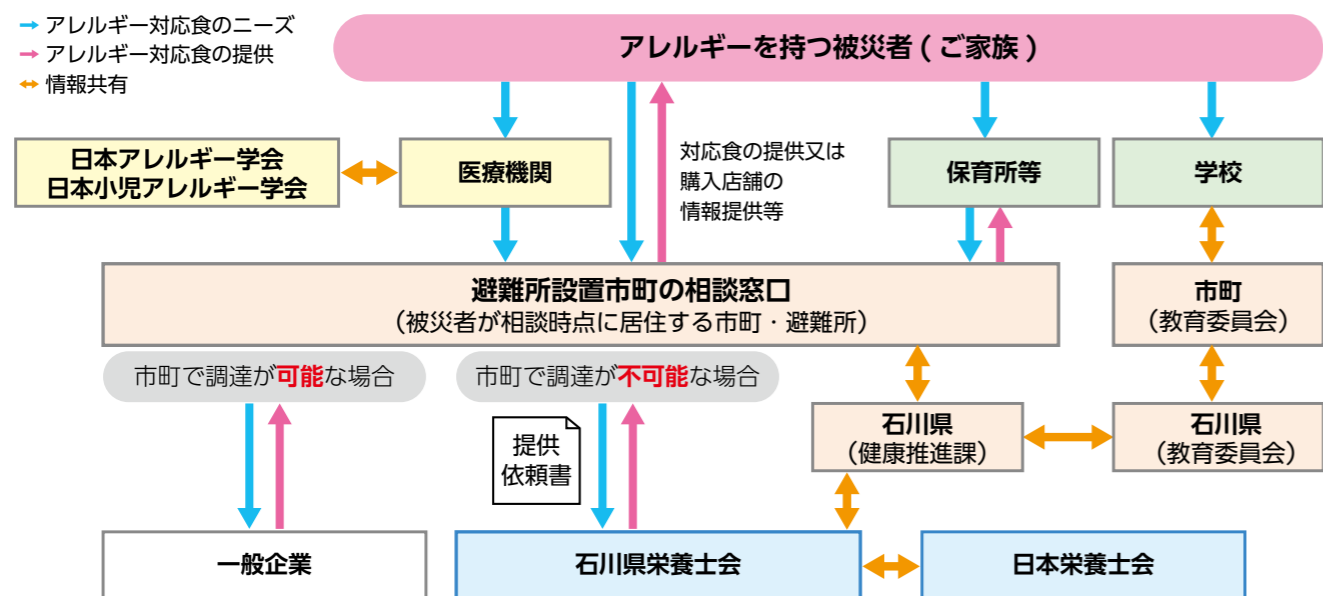 アレルギー対応食のニーズ
アレルギー対応食の提供
情報共有
アレルギーを持つ被災者 ( ご家族 )
日本アレルギー学会
日本小児アレルギー学会
医療機関
対応食の提供又は
購入店舗の
情報提供等
保育所等
学校
避難所設置市町の相談窓口
（被災者が相談時点に居住する市町・避難所）
市町
（教育委員会）
市町で調達が可能な場合
市町で調達が不可能な場合
提供
依頼書
石川県
（健康推進課）
石川県
（教育委員会）
一般企業
石川県栄養士会
日本栄養士会